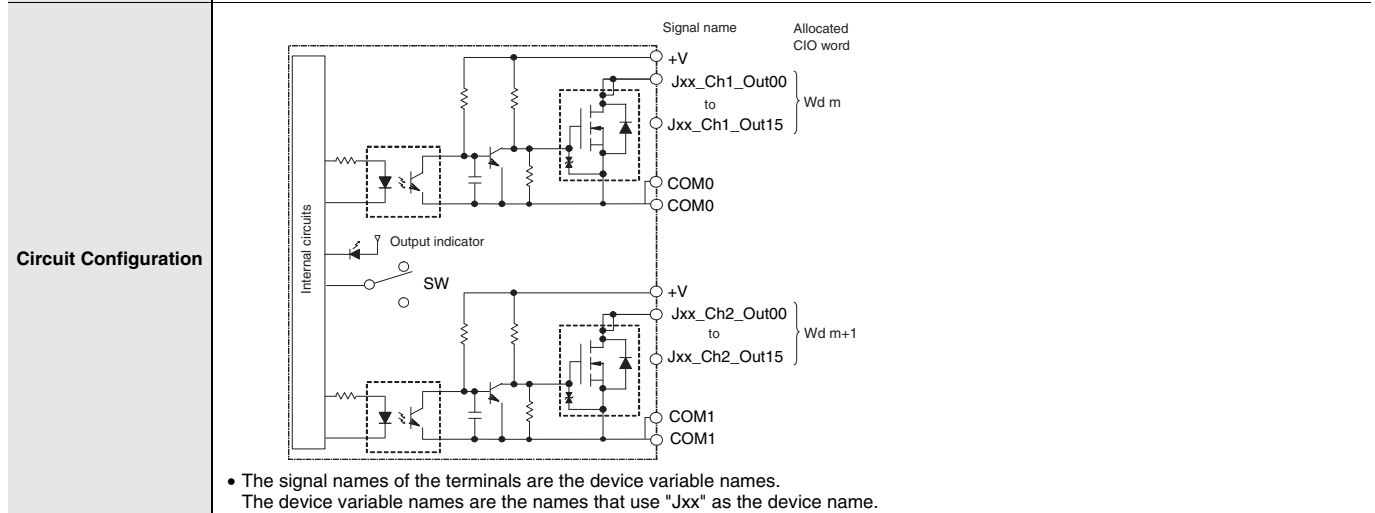 Circuit Configuration
Signal name
Allocated
CIO word
+V
Jxx_Ch1_Out00
to
Jxx_Ch1_Out15
Wd m
COM0
COM0
Internal circuits
Output indicator
SW
+V
Jxx_Ch2_Out00
to
Jxx_Ch2_Out15
Wd m+1
COM1
COM1
• The signal names of the terminals are the device variable names.
The device variable names are the names that use "Jxx" as the device name.